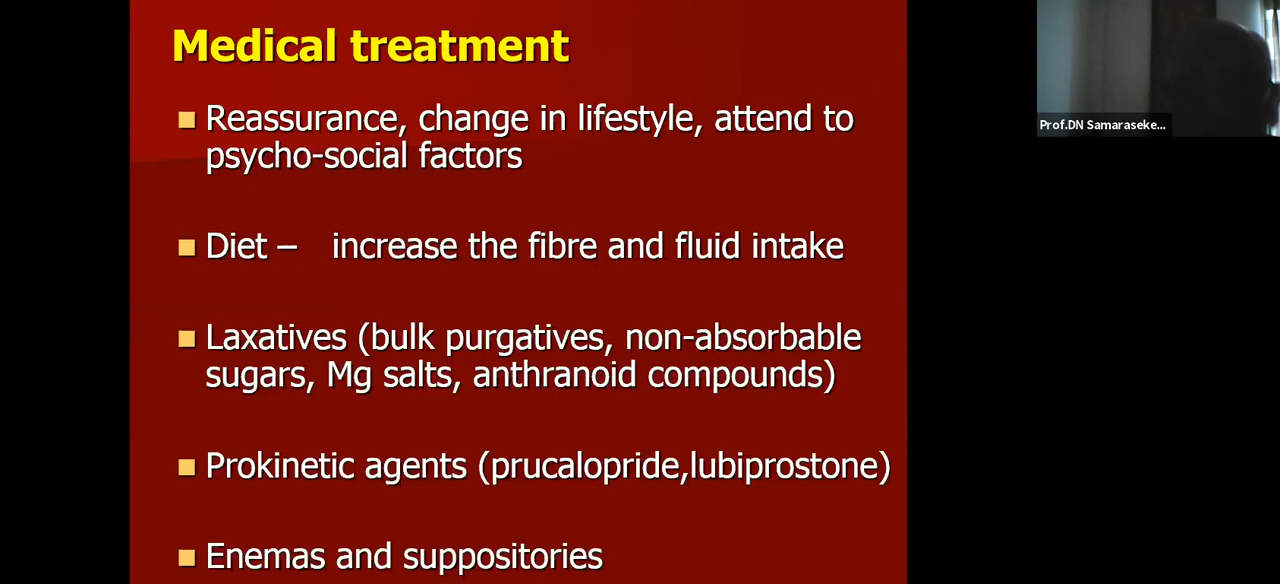 Medical treatment
Reassurance, change in lifestyle, attend to
psycho-social factors
Diet – increase the fibre and fluid intake
Laxatives (bulk purgatives, non-absorbable
sugars, Mg salts, anthranoid compounds)
Prokinetic agents (prucalopride,lubiprostone)
Enemas and suppositories
Prof.DN Samaraseke...